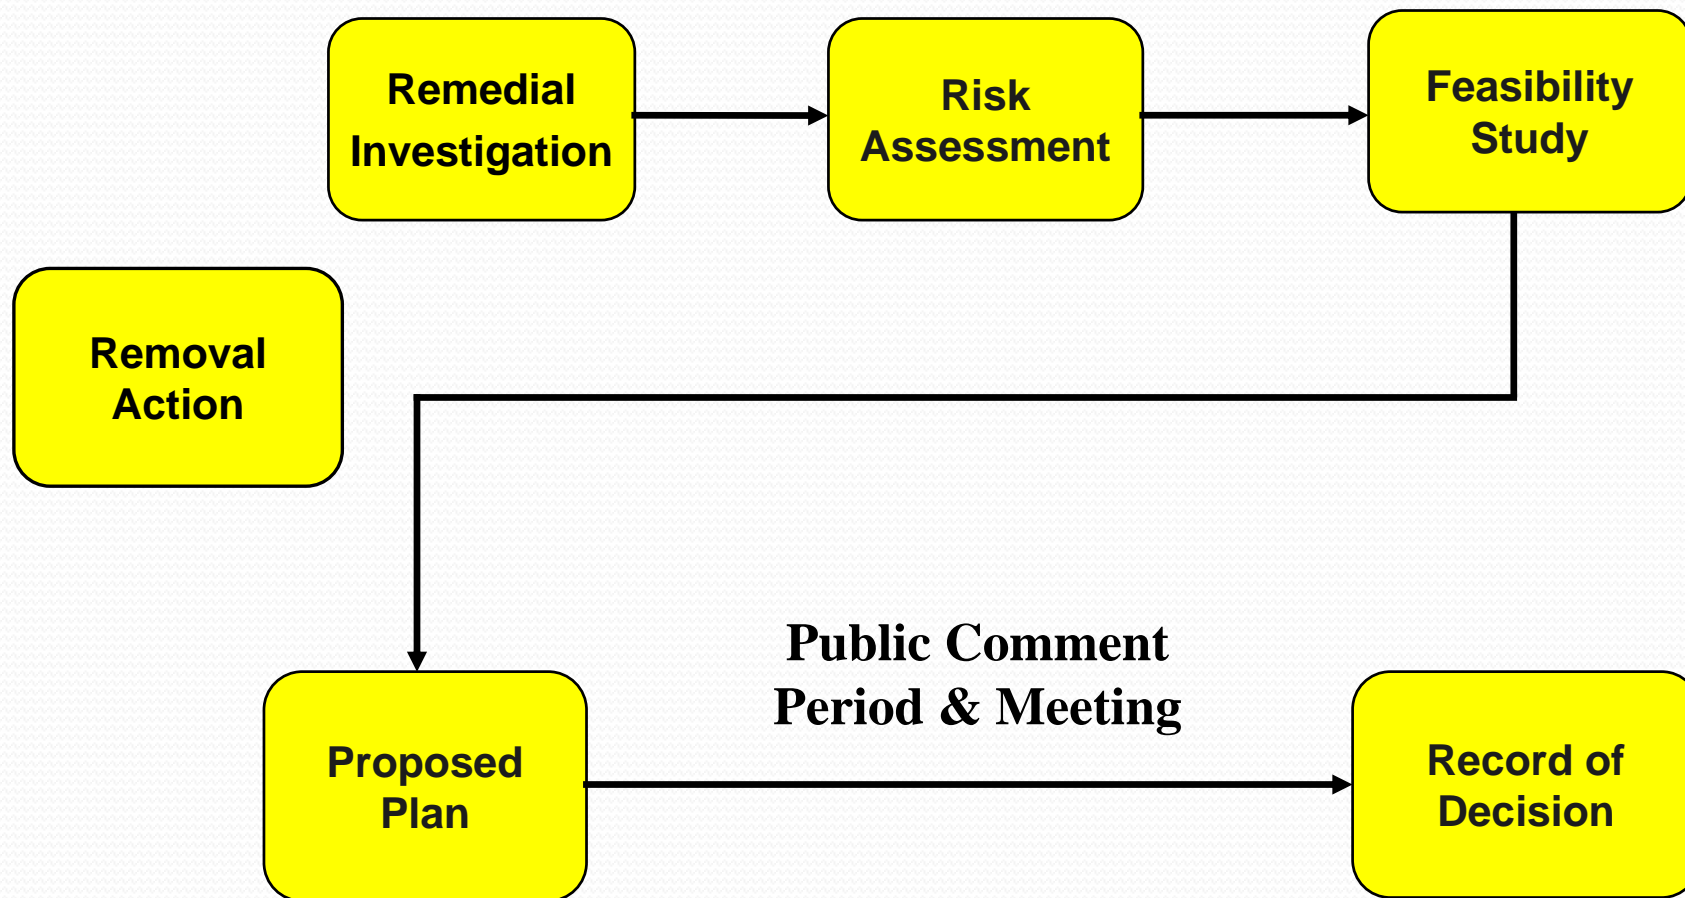 Remedial
Investigation
Risk
Assessment
Feasibility
Study
Removal
Action
Public Comment
Period & Meeting
Proposed
Plan
Record of
Decision